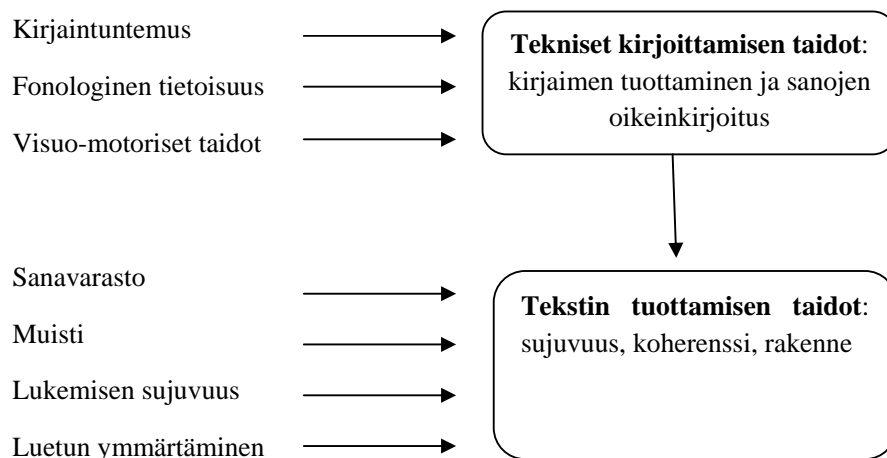 Kirjaintuntemus
Fonologinen tietoisuus
Visuo-motoriset taidot
Tekniset kirjoittamisen taidot:
kirjaimen tuottaminen ja sanojen
oikeinkirjoitus
Sanavarasto
Muisti
Lukemisen sujuvuus
Luetun ymmärtäminen
Tekstin tuottamisen taidot:
sujuvuus, koherenssi, rakenne